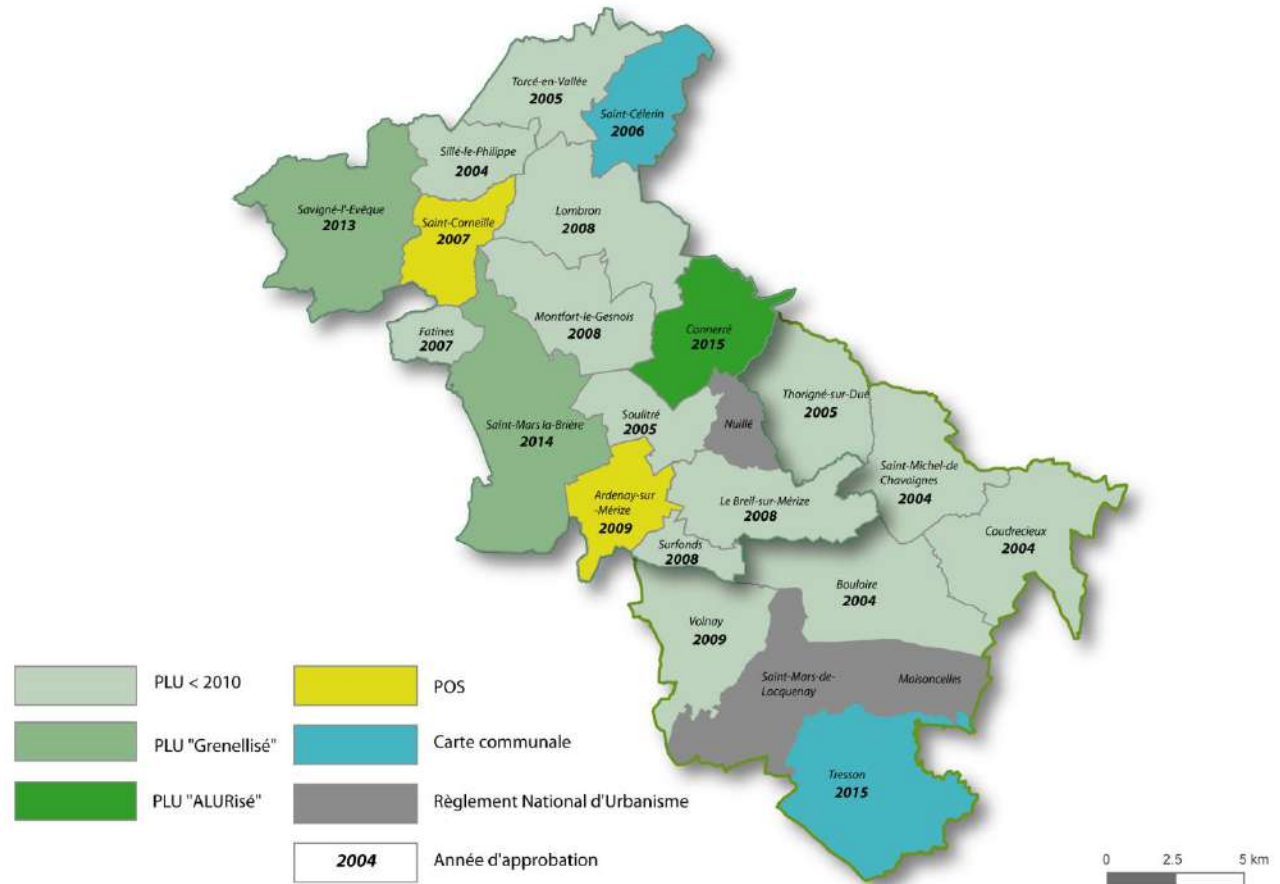 Torcé-en-Vallée
2005
Saint-Célerin
2006
Sillé-le-Philippe
2004
Savigné-l'-Evêque
2013
Saint-Corneille
2007
Lombron
2008
Montfort-le-Gesnois
2008
Connerré
2015
Fatines
2007
Thorigné-sur-Dué
2005
Soulitré
2005
Nuillé
Saint-Mars la-Brière
2014
Saint-Michel-de
Chavaignes
2004
Ardenay-sur
-Mérize
2009
Le Breil-sur-Mérize
2008
Coudrecieux
2004
Surfonds
2008
Bouloire
2004
Volnay
2009
Saint-Mars-de-
Locquenay
Maisoncelles
Tresson
2015
PLU < 2010
PLU "Grenellisé"
PLU "ALURisé"
POS
Carte communale
Règlement National d'Urbanisme
2004 Année d'approbation
0 2.5 5 km